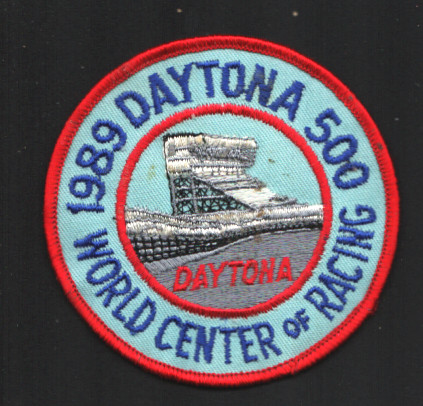 1989 DAYTONA 500
DAYTONA
WORLD CENTER OF RACING